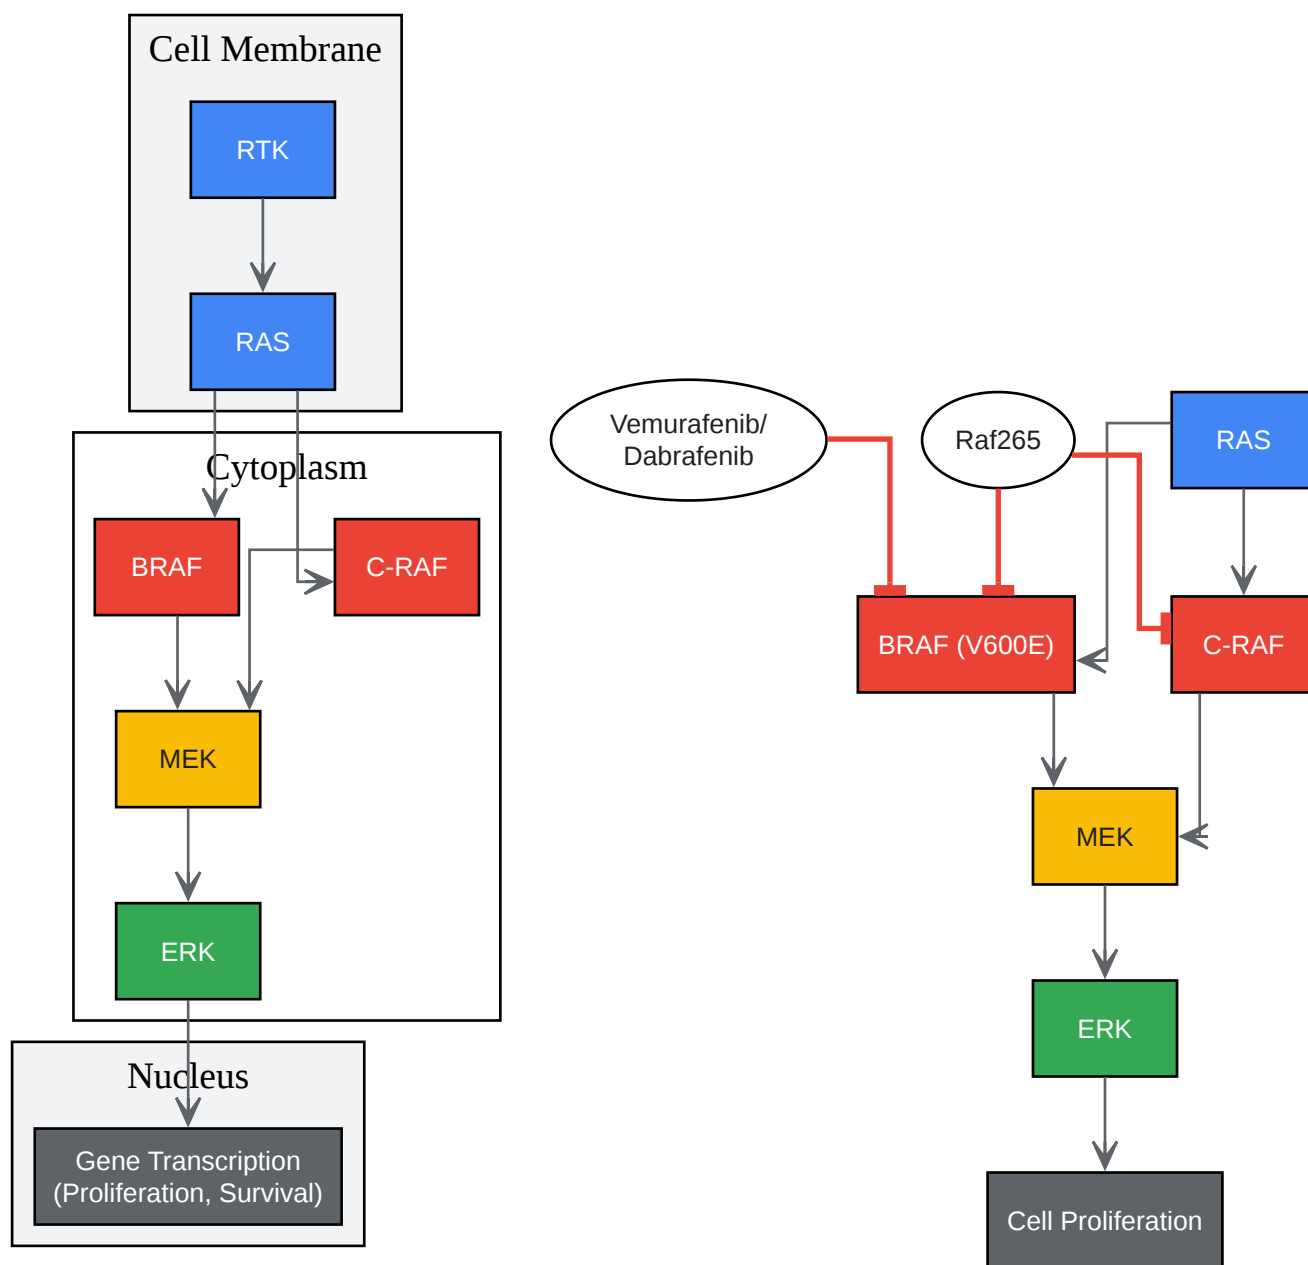 Cell Membrane
RTK
RAS
Cytoplasm
BRAF
C-RAF
MEK
ERK
Nucleus
Gene Transcription
(Proliferation, Survival)
Vemurafenib/
Dabrafenib
Raf265
RAS
BRAF (V600E)
C-RAF
MEK
ERK
Cell Proliferation